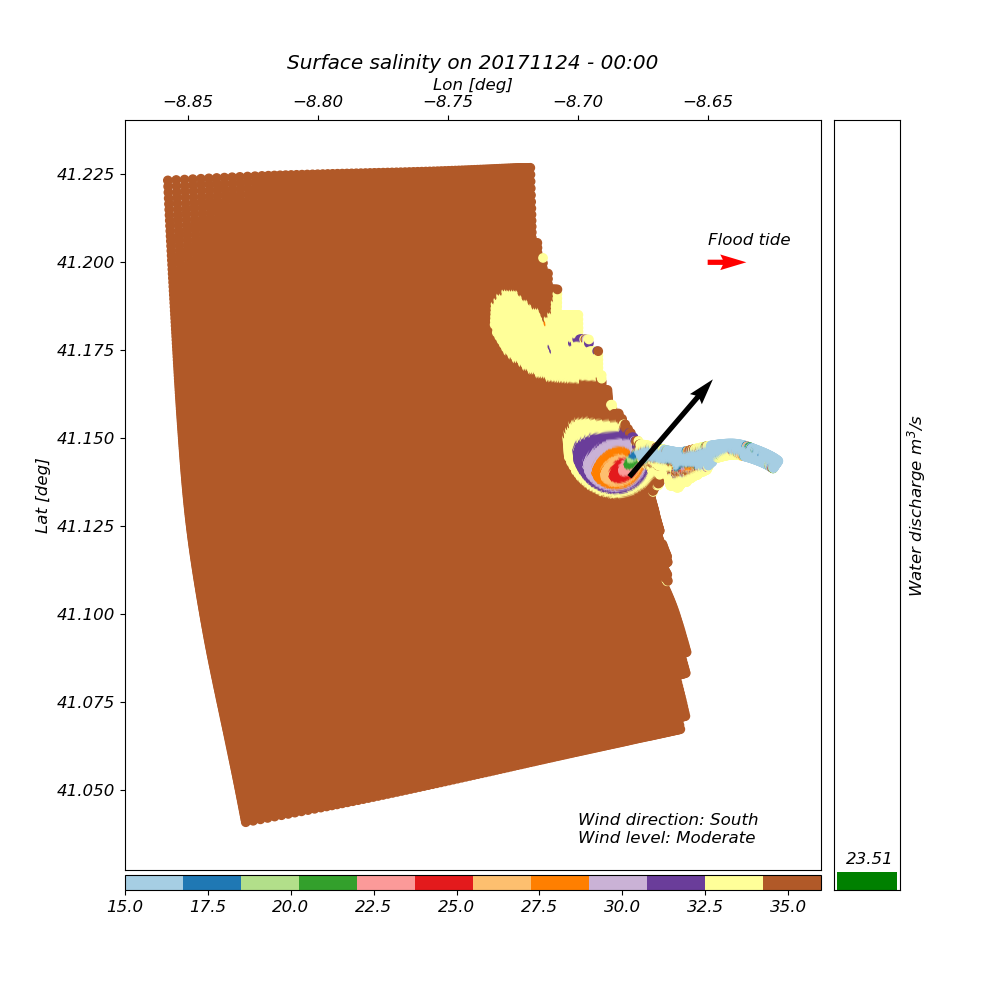 Surface salinity on 20171124 - 00:00
Lon [deg]
−8.85 −8.80 −8.75 −8.70 −8.65
41.225
41.200
41.175
41.150
41.125
41.100
41.075
41.050
Lat [deg]
Flood tide
Wind direction: South
Wind level: Moderate
Water discharge m³/s
23.51
15.0 17.5 20.0 22.5 25.0 27.5 30.0 32.5 35.0